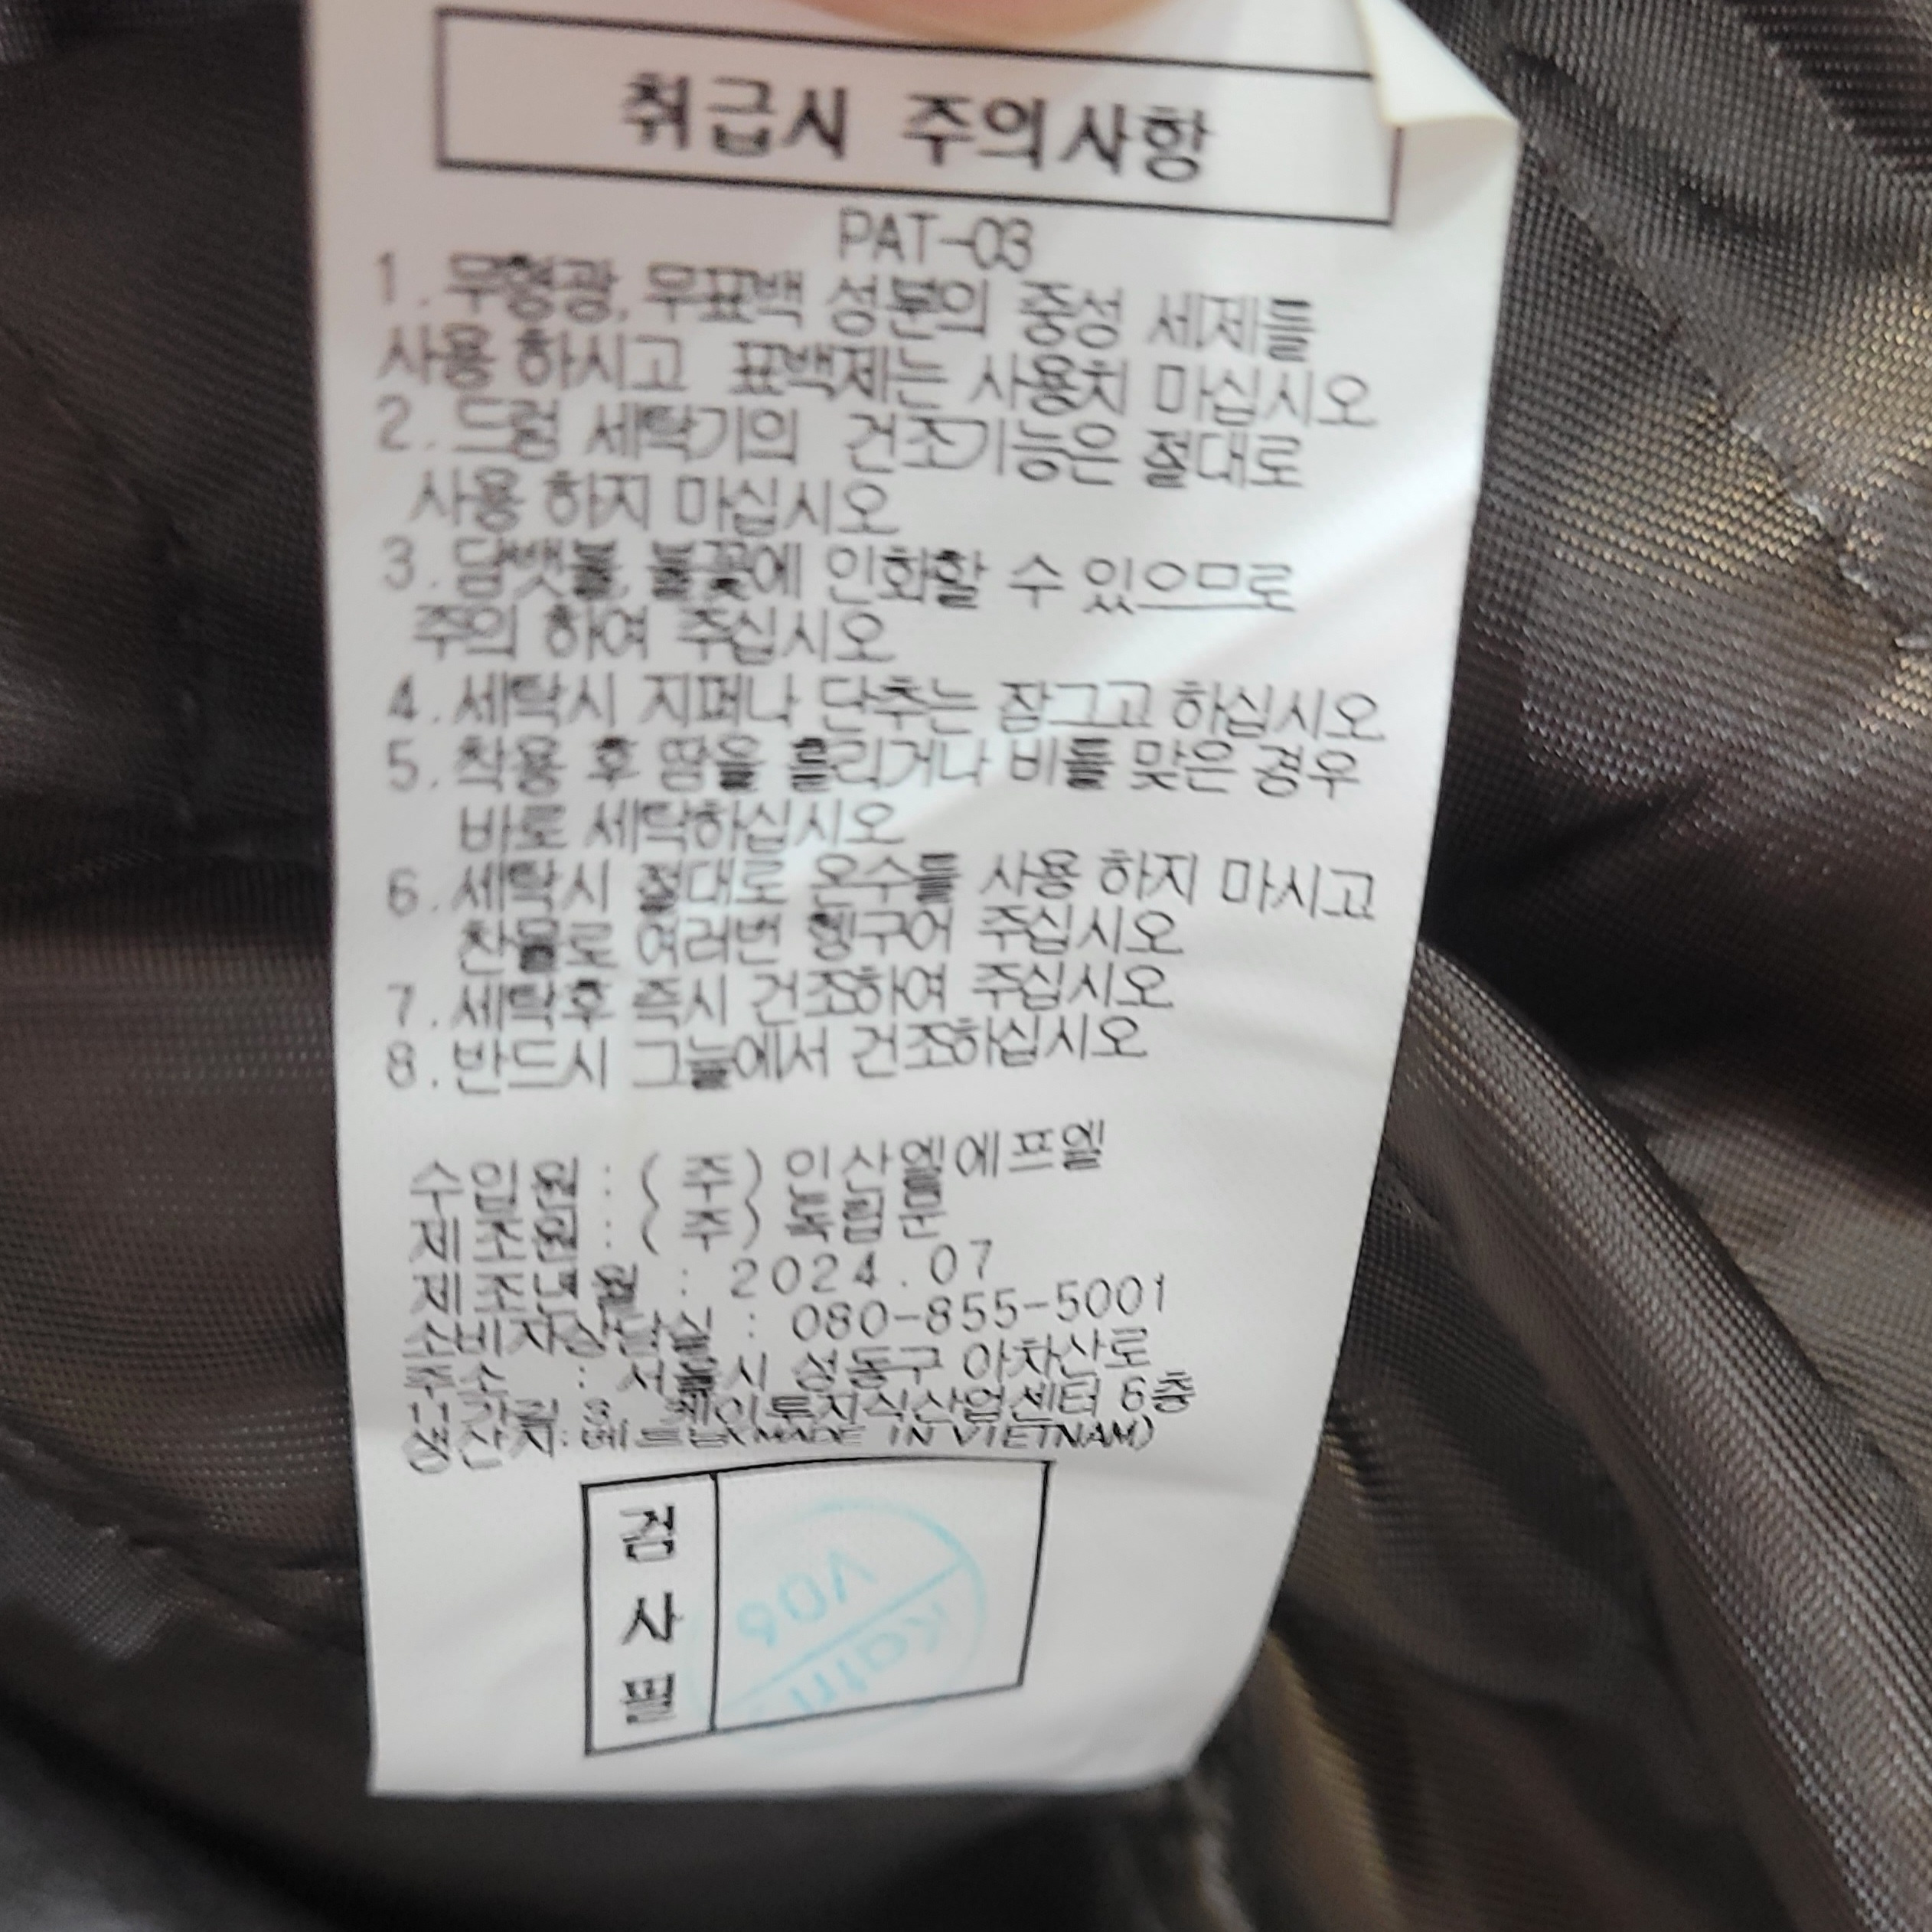 취급시 주의사항
PAT-03
1.무형광,무표백 성분의 중성 세제를
사용 하시고 표백제는 사용치 마십시오
2.드럼 세탁기의 건조기능은 절대로
사용 하지 마십시오
3.담뱃불,불꽃에 인화할 수 있으므로
주의 하여 주십시오
4.세탁시 지퍼나 단추는 잠그고 하십시오
5.착용 후 땀을 흘리거나 비를 맞은 경우
바로 세탁하십시오
6.세탁시 절대로 온수를 사용 하지 마시고
찬물로 여러번 헹구어 주십시오
7.세탁후 즉시 건조하여 주십시오
8.반드시 그늘에서 건조하십시오
수입원 : (주) 인산엘에프엘
제조원 : (주) 독립문
제조년월 : 2024.07
소비자상담실 : 080-855-5001
주소 : 서울시 성동구 아차산로
11가길 3, 케이투지식산업센터 6층
생산지:베트남(MADE IN VIETNAM)
검사필
V06
Katri